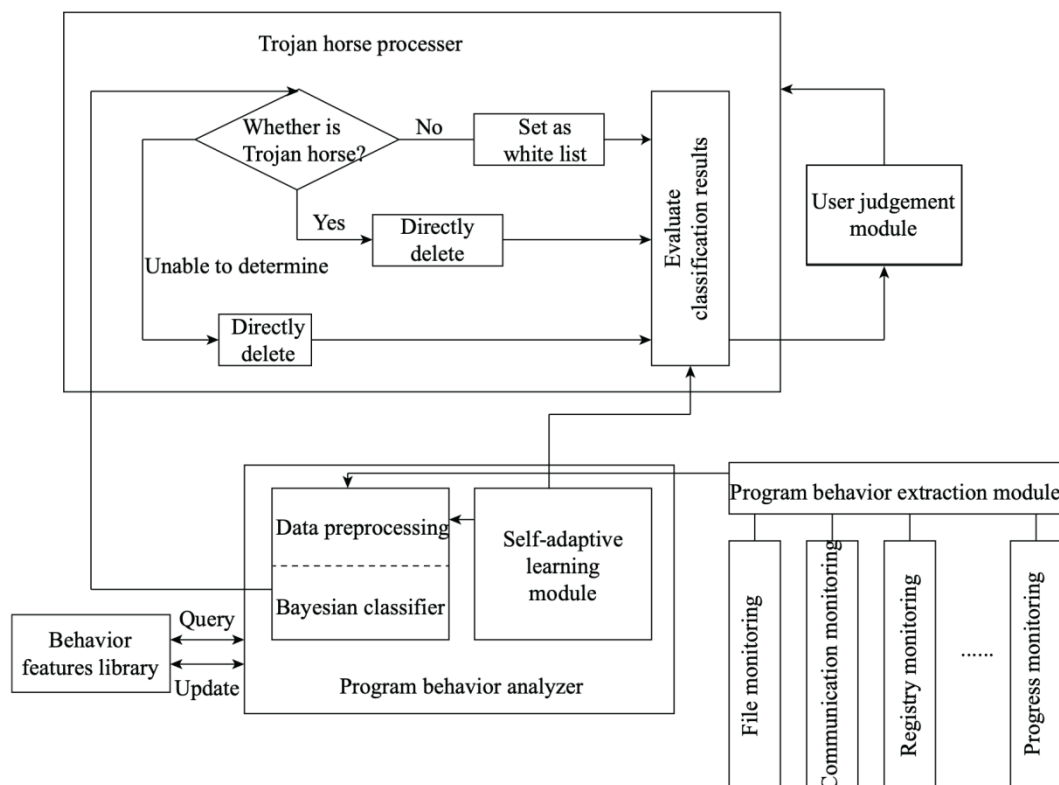 Trojan horse processer
Whether is
Trojan horse?
No
Set as
white list
Yes
Directly
delete
Unable to determine
Directly
delete
Evaluate
classification results
User judgement
module
Data preprocessing
Bayesian classifier
Self-adaptive
learning
module
Program behavior analyzer
Behavior
features library
Query
Update
Program behavior extraction module
File monitoring
Communication monitoring
Registry monitoring
......
Progress monitoring